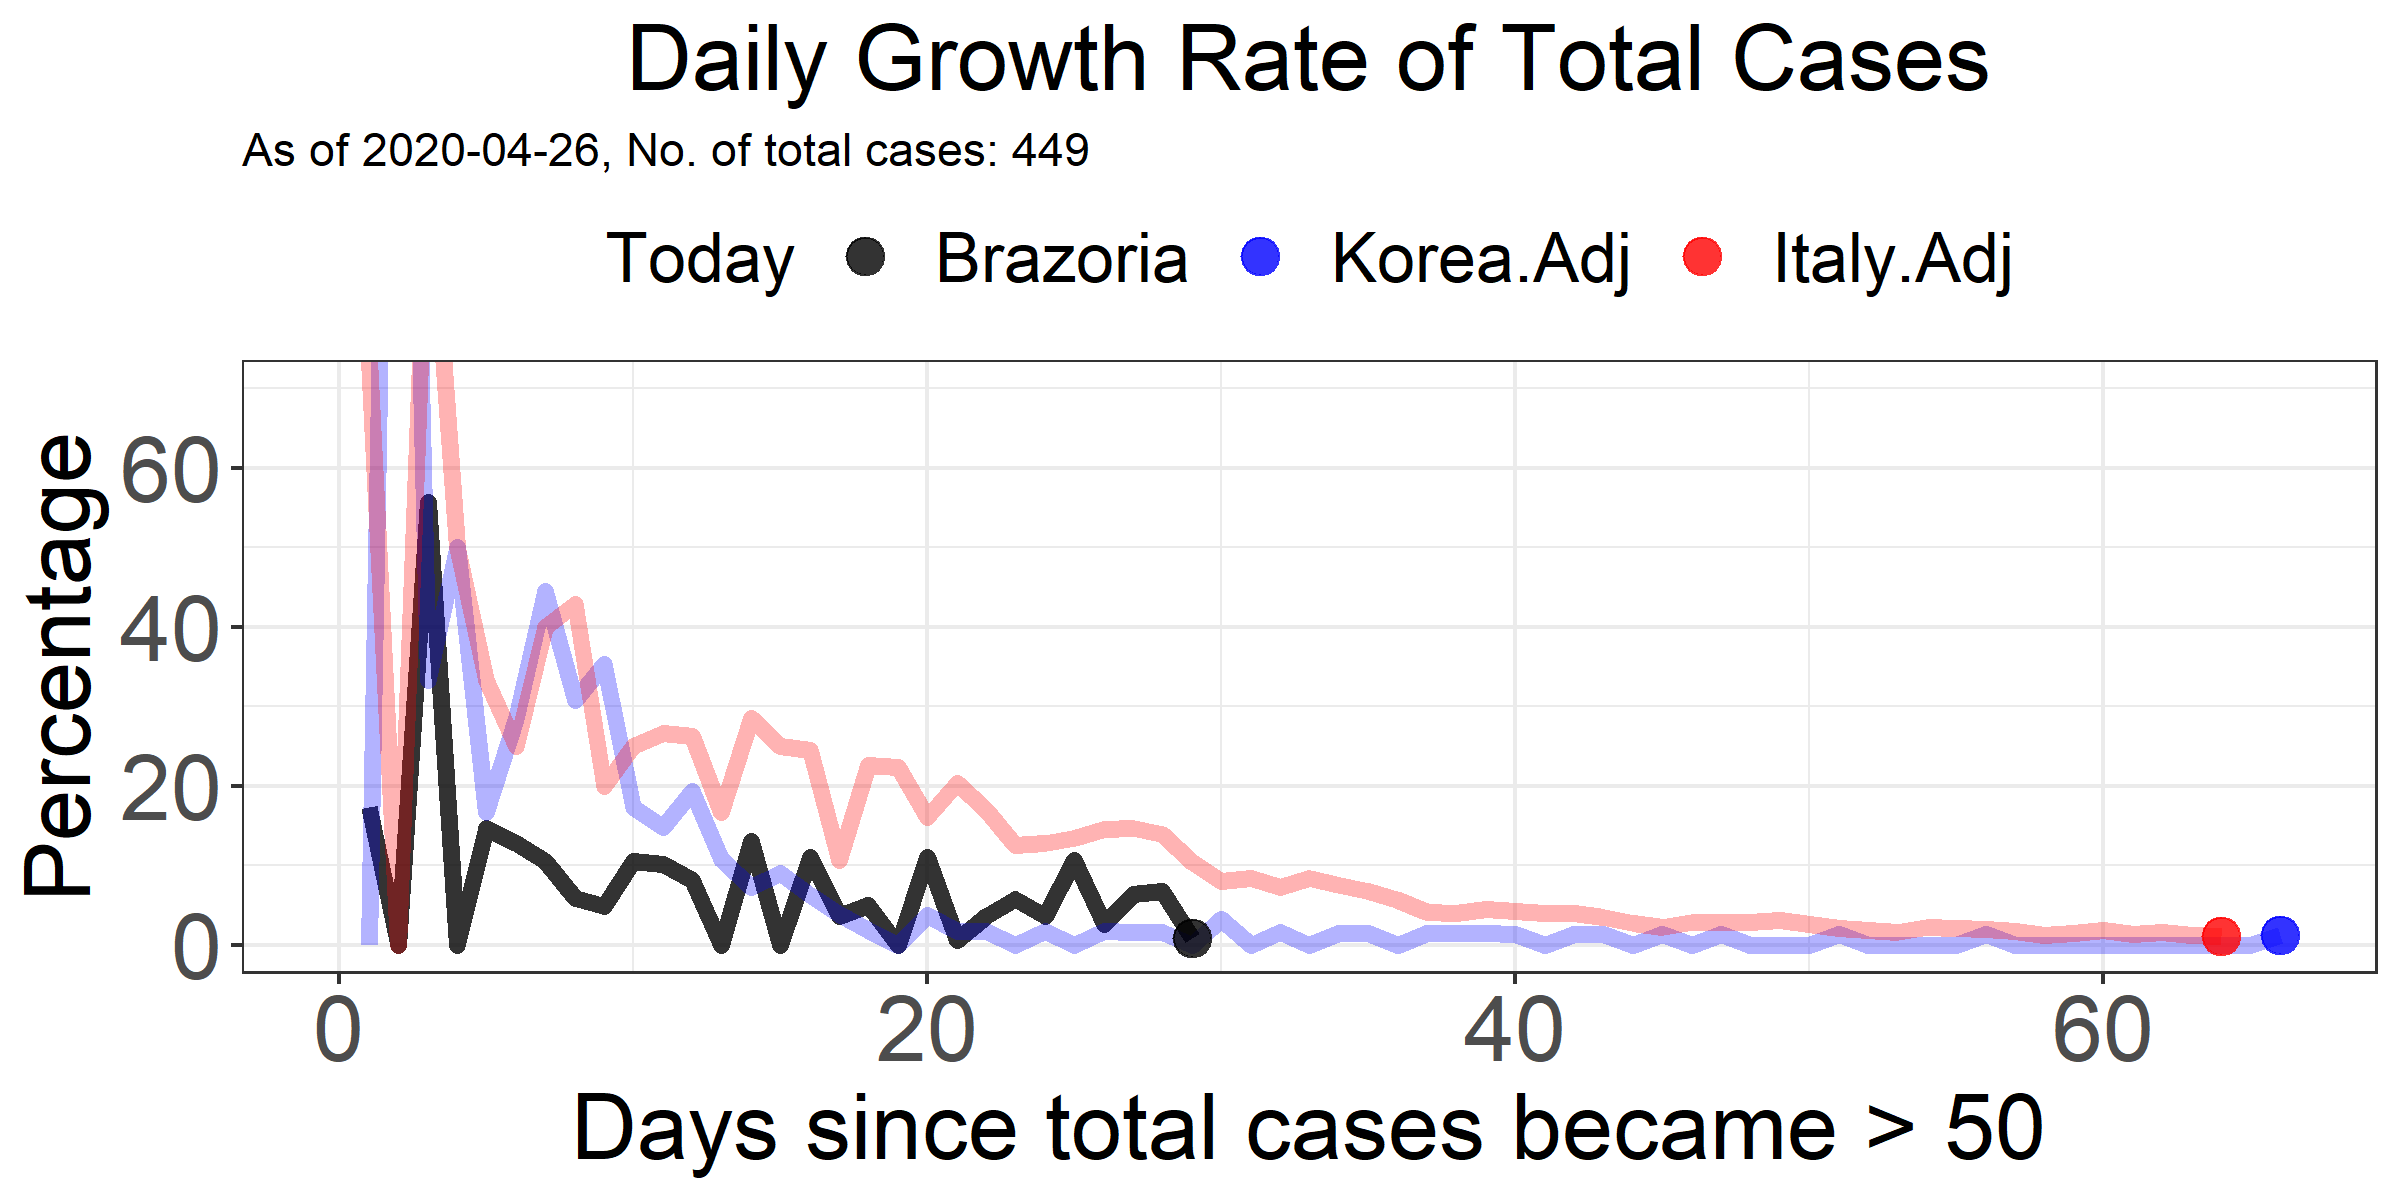 Daily Growth Rate of Total Cases
As of 2020-04-26, No. of total cases: 449
Today Brazoria Korea.Adj Italy.Adj
Percentage
60
40
20
0
0 20 40 60
Days since total cases became > 50